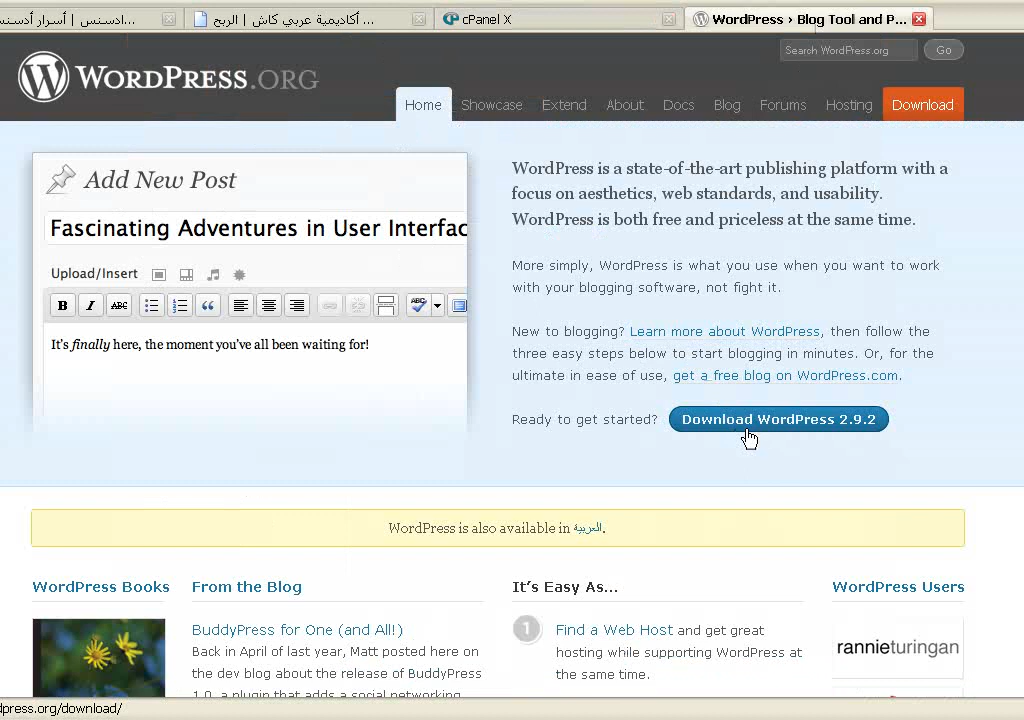 ادسنس | أسرار أدسنس...
أكاديمية عربي كاش | الربح ...
cPanel X
WordPress › Blog Tool and P...
Search WordPress.org
Go
WORDPRESS.ORG
Home
Showcase
Extend
About
Docs
Blog
Forums
Hosting
Download
Add New Post
Fascinating Adventures in User Interfac
Upload/Insert
B I ABC ABC
It's finally here, the moment you've all been waiting for!
WordPress is a state-of-the-art publishing platform with a
focus on aesthetics, web standards, and usability.
WordPress is both free and priceless at the same time.
More simply, WordPress is what you use when you want to work
with your blogging software, not fight it.
New to blogging? Learn more about WordPress, then follow the
three easy steps below to start blogging in minutes. Or, for the
ultimate in ease of use, get a free blog on WordPress.com.
Ready to get started? Download WordPress 2.9.2
WordPress is also available in العربية.
WordPress Books
From the Blog
BuddyPress for One (and All!)
Back in April of last year, Matt posted here on
the dev blog about the release of BuddyPress
1.0, a plugin that adds a social networking
It's Easy As...
1
Find a Web Host and get great
hosting while supporting WordPress at
the same time.
WordPress Users
rannieturingan
dpress.org/download/